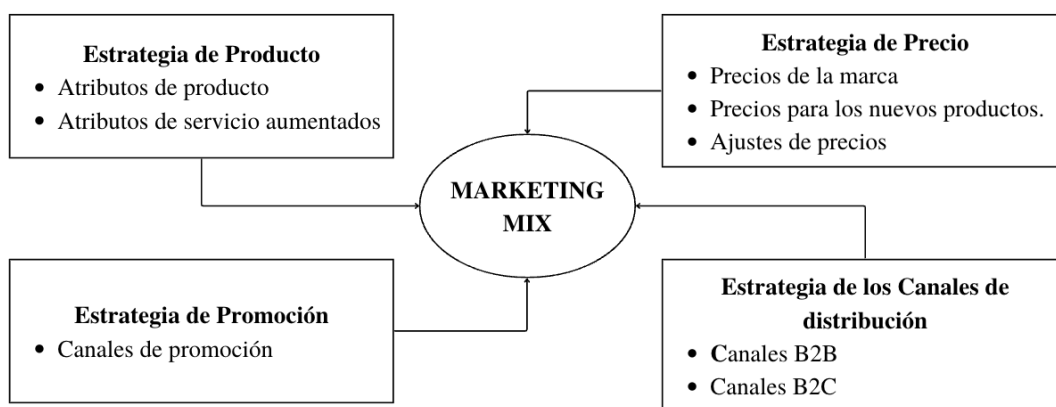 Estrategia de Producto
• Atributos de producto
• Atributos de servicio aumentados
Estrategia de Precio
• Precios de la marca
• Precios para los nuevos productos.
• Ajustes de precios
MARKETING
MIX
Estrategia de Promoción
• Canales de promoción
Estrategia de los Canales de
distribución
• Canales B2B
• Canales B2C